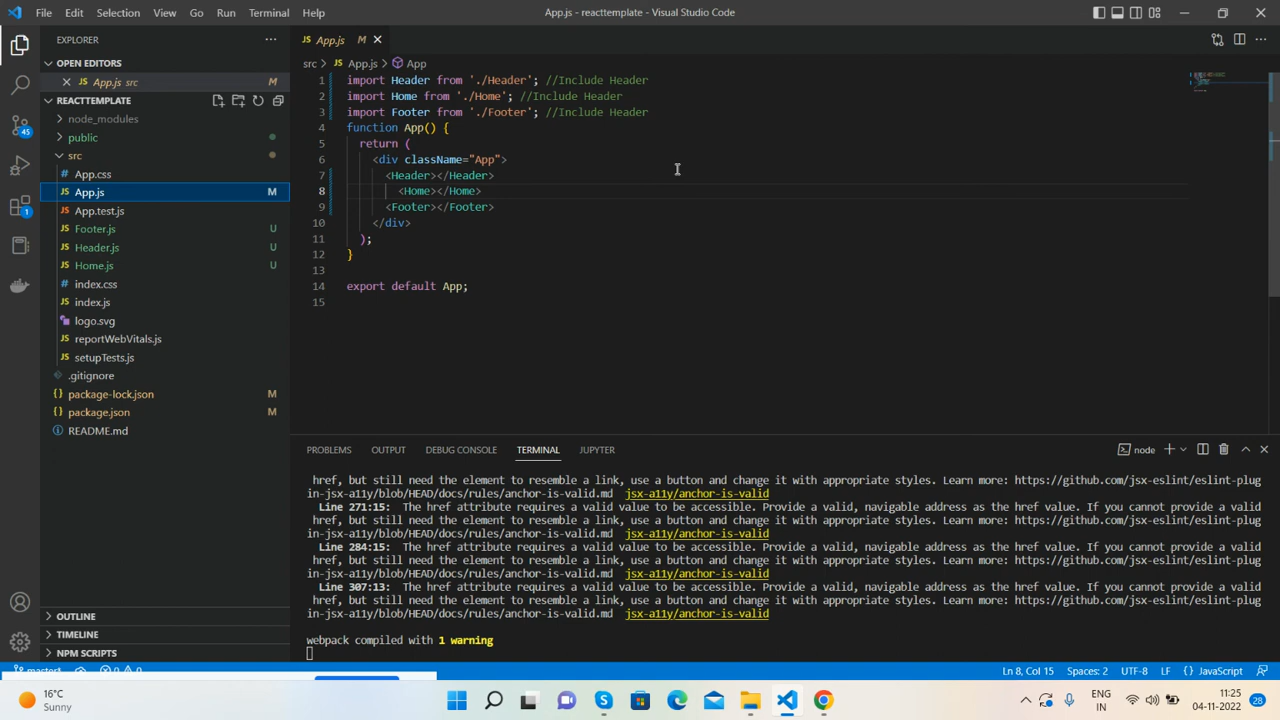 File Edit Selection View Go Run Terminal Help
App.js - reacttemplate - Visual Studio Code
EXPLORER
OPEN EDITORS
App.js src M
REACTTEMPLATE
node_modules
public
src
App.css
App.js M
App.test.js
Footer.js U
Header.js U
Home.js U
index.css
index.js
logo.svg
reportWebVitals.js
setupTests.js
.gitignore
package-lock.json M
package.json M
README.md
OUTLINE
TIMELINE
NPM SCRIPTS
45
1
App.js M
src > App.js > App
1 import Header from './Header'; //Include Header
2 import Home from './Home'; //Include Header
3 import Footer from './Footer'; //Include Header
4 function App() {
5 return (
6 <div className="App">
7 <Header></Header>
8 <Home></Home>
9 <Footer></Footer>
10 </div>
11 );
12 }
13
14 export default App;
15
PROBLEMS OUTPUT DEBUG CONSOLE TERMINAL JUPYTER
node
href, but still need the element to resemble a link, use a button and change it with appropriate styles. Learn more: https://github.com/jsx-eslint/eslint-plug
in-jsx-a11y/blob/HEAD/docs/rules/anchor-is-valid.md jsx-a11y/anchor-is-valid
Line 271:15: The href attribute requires a valid value to be accessible. Provide a valid, navigable address as the href value. If you cannot provide a valid
href, but still need the element to resemble a link, use a button and change it with appropriate styles. Learn more: https://github.com/jsx-eslint/eslint-plug
in-jsx-a11y/blob/HEAD/docs/rules/anchor-is-valid.md jsx-a11y/anchor-is-valid
Line 284:15: The href attribute requires a valid value to be accessible. Provide a valid, navigable address as the href value. If you cannot provide a valid
href, but still need the element to resemble a link, use a button and change it with appropriate styles. Learn more: https://github.com/jsx-eslint/eslint-plug
in-jsx-a11y/blob/HEAD/docs/rules/anchor-is-valid.md jsx-a11y/anchor-is-valid
Line 307:13: The href attribute requires a valid value to be accessible. Provide a valid, navigable address as the href value. If you cannot provide a valid
href, but still need the element to resemble a link, use a button and change it with appropriate styles. Learn more: https://github.com/jsx-eslint/eslint-plug
in-jsx-a11y/blob/HEAD/docs/rules/anchor-is-valid.md jsx-a11y/anchor-is-valid
webpack compiled with 1 warning
master* 0 0
Ln 8, Col 15 Spaces: 2 UTF-8 LF {} JavaScript
16°C
Sunny
ENG
IN
11:25
04-11-2022
28